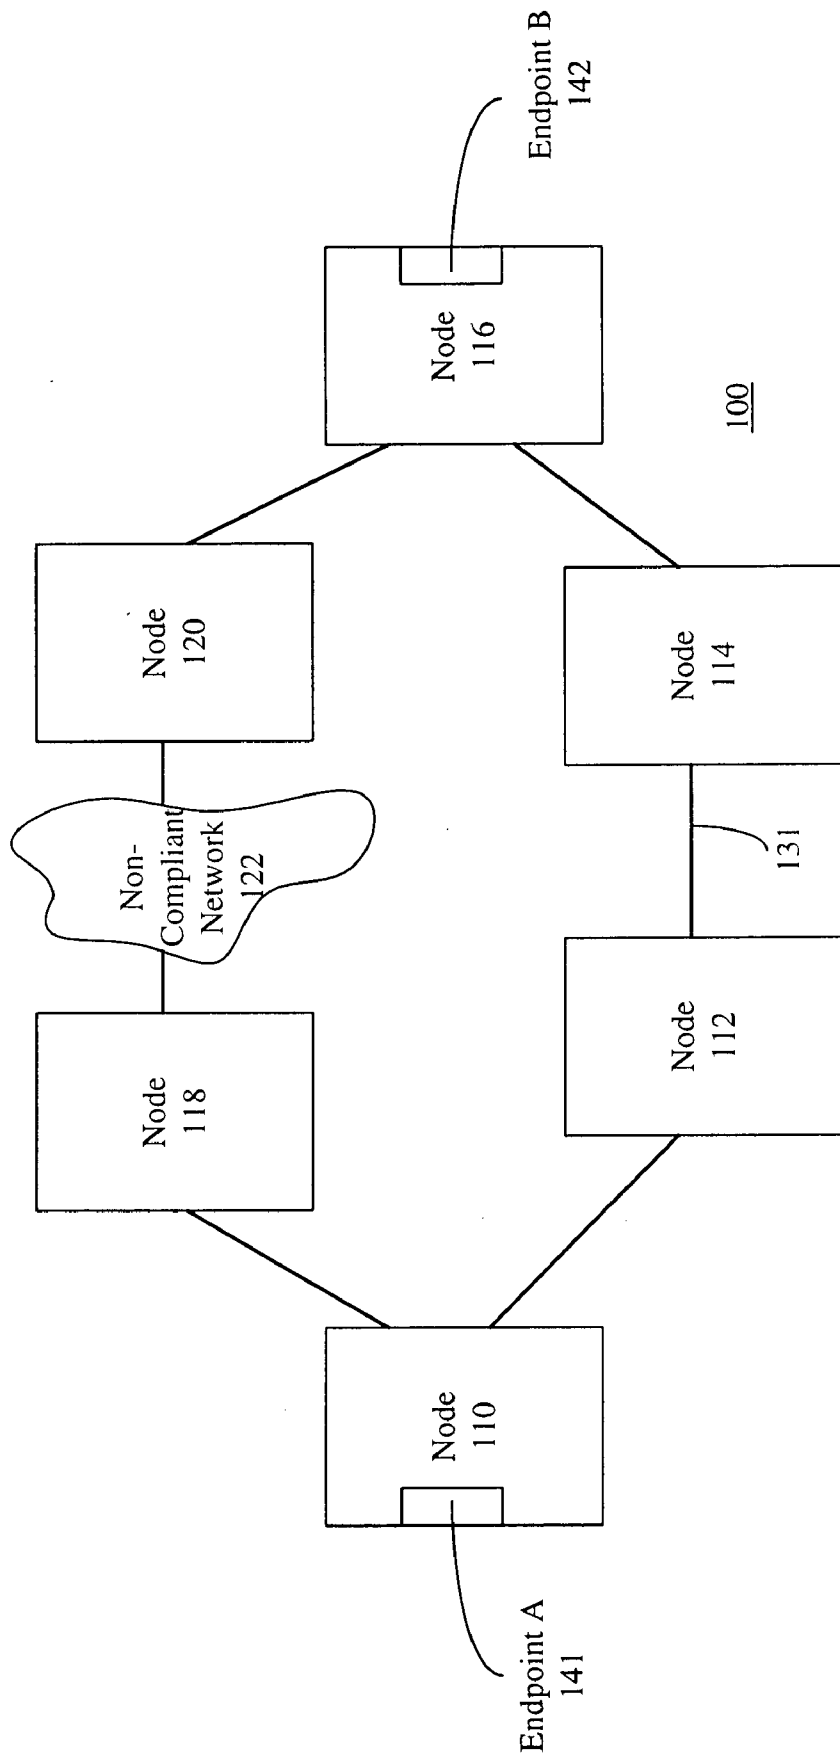 Node
118
Non-
Compliant
Network
122
Node
120
Endpoint A
141
Node
110
Node
116
Endpoint B
142
Node
112
131
Node
114
100